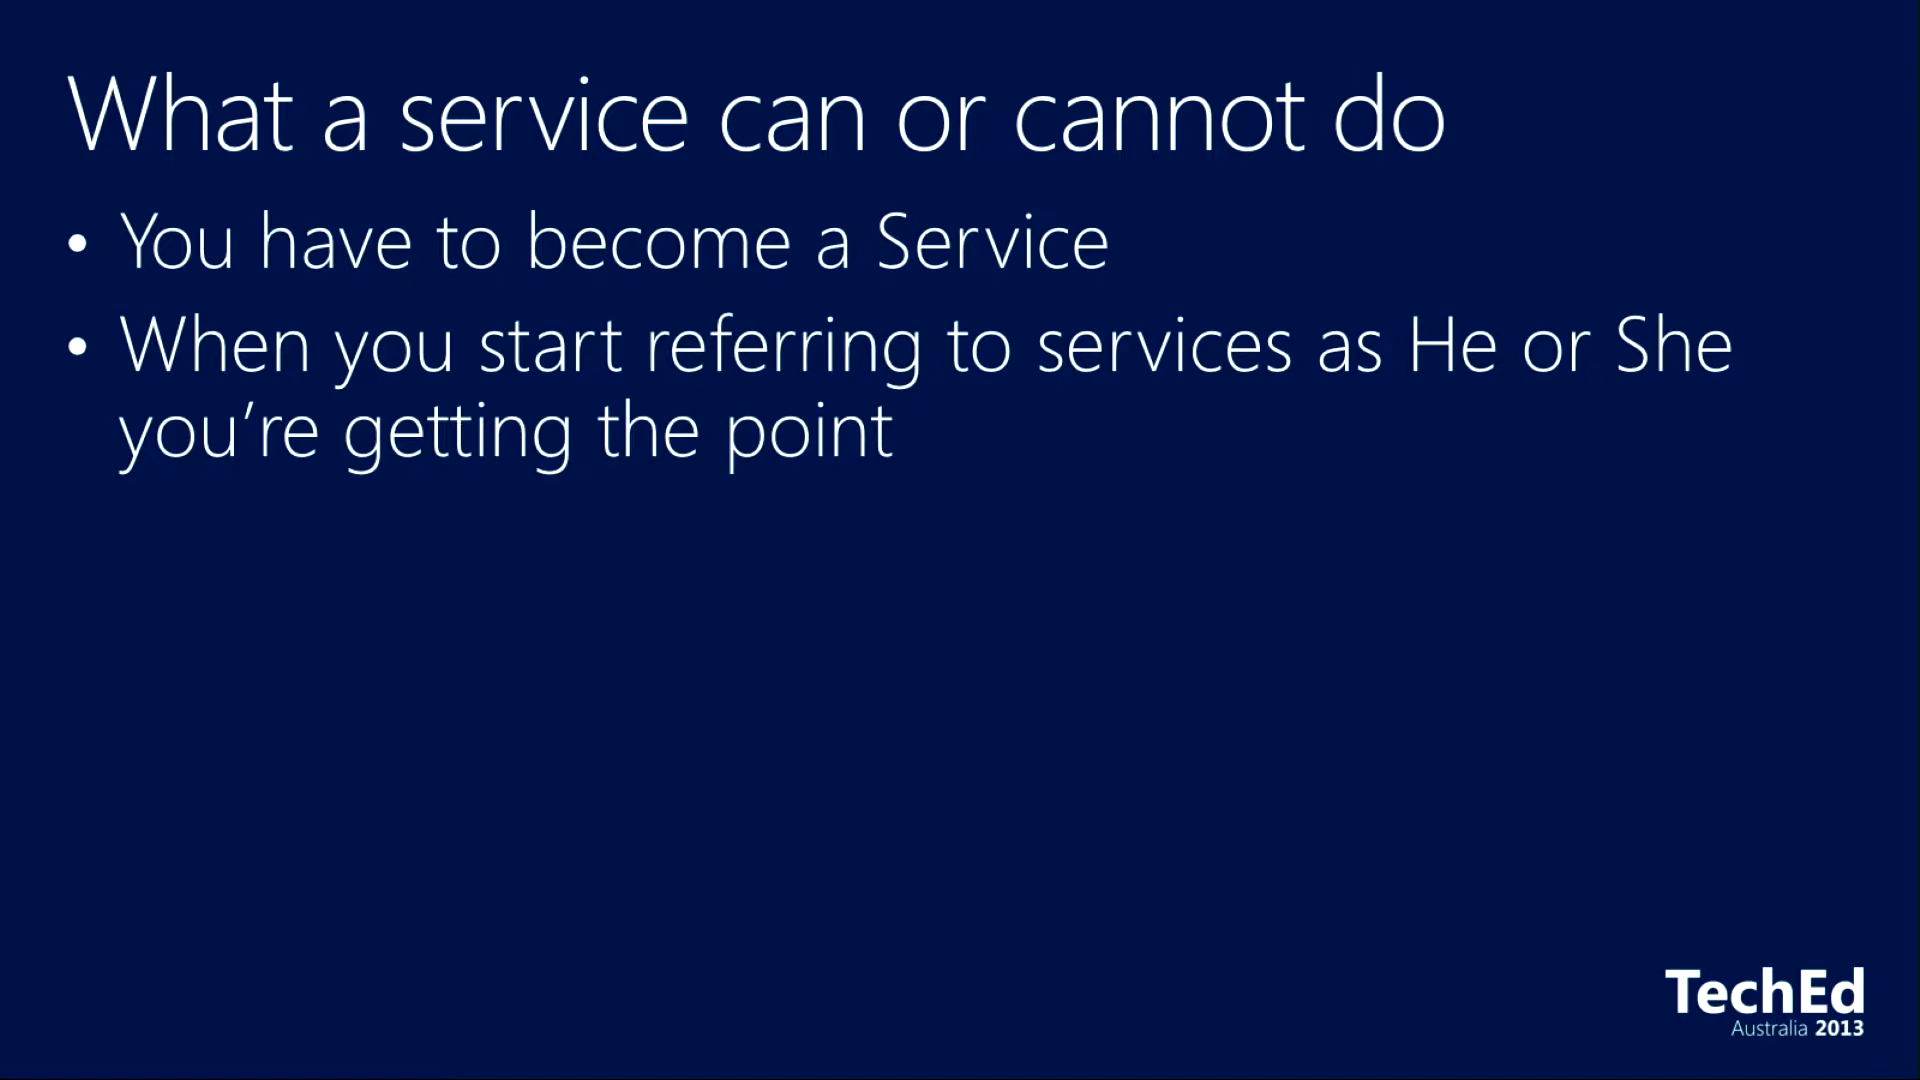 What a service can or cannot do
• You have to become a Service
• When you start referring to services as He or She
you’re getting the point
TechEd
Australia 2013